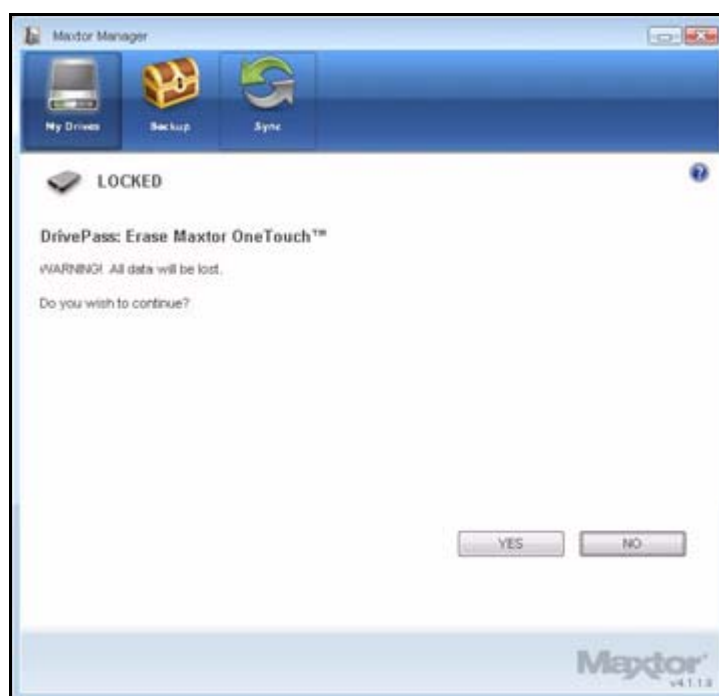 Maxtor Manager
My Drives
Backup
Sync
LOCKED
DrivePass: Erase Maxtor OneTouch™
WARNING! All data will be lost.
Do you wish to continue?
YES
NO
Maxtor